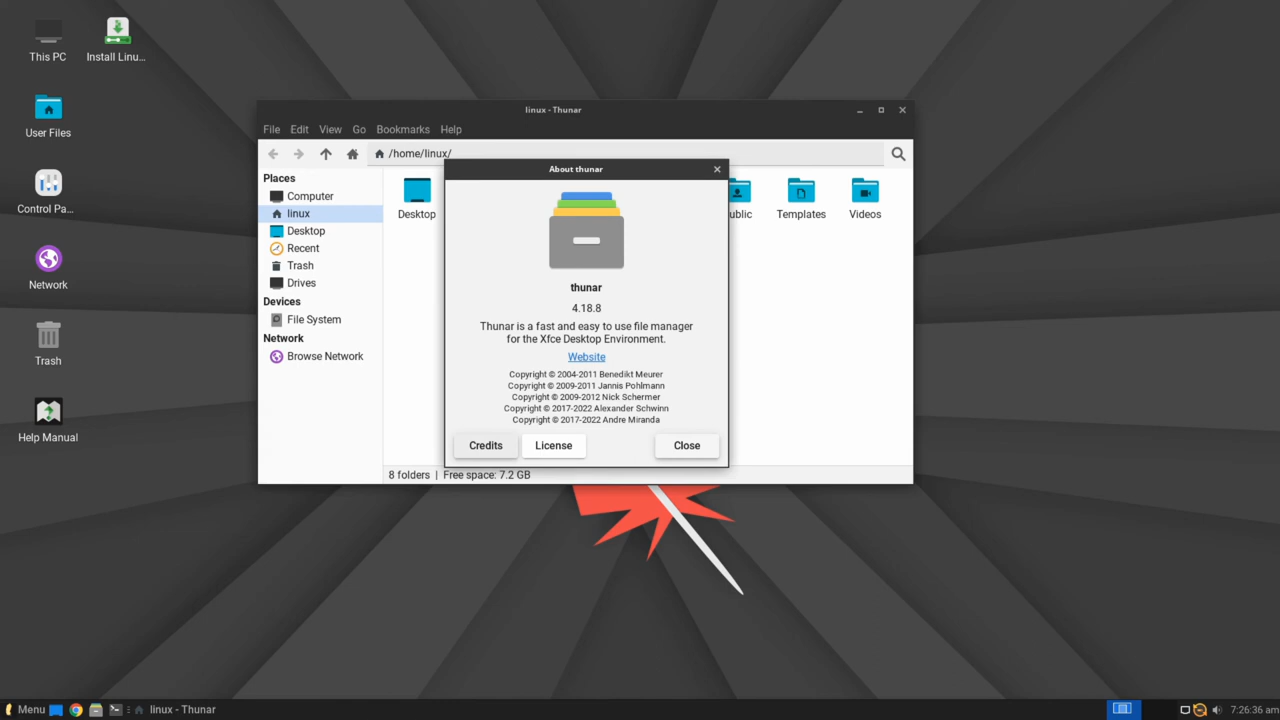 This PC
Install Linu...
User Files
Control Pa...
Network
Trash
Help Manual
linux - Thunar
File Edit View Go Bookmarks Help
/home/linux/
Places
Computer
linux
Desktop
Recent
Trash
Drives
Devices
File System
Network
Browse Network
Desktop
ublic
Templates
Videos
About thunar
thunar
4.18.8
Thunar is a fast and easy to use file manager
for the Xfce Desktop Environment.
Website
Copyright © 2004-2011 Benedikt Meurer
Copyright © 2009-2011 Jannis Pohlmann
Copyright © 2009-2012 Nick Schermer
Copyright © 2017-2022 Alexander Schwinn
Copyright © 2017-2022 Andre Miranda
Credits License Close
8 folders | Free space: 7.2 GB
Menu
linux - Thunar
7:26:36 am